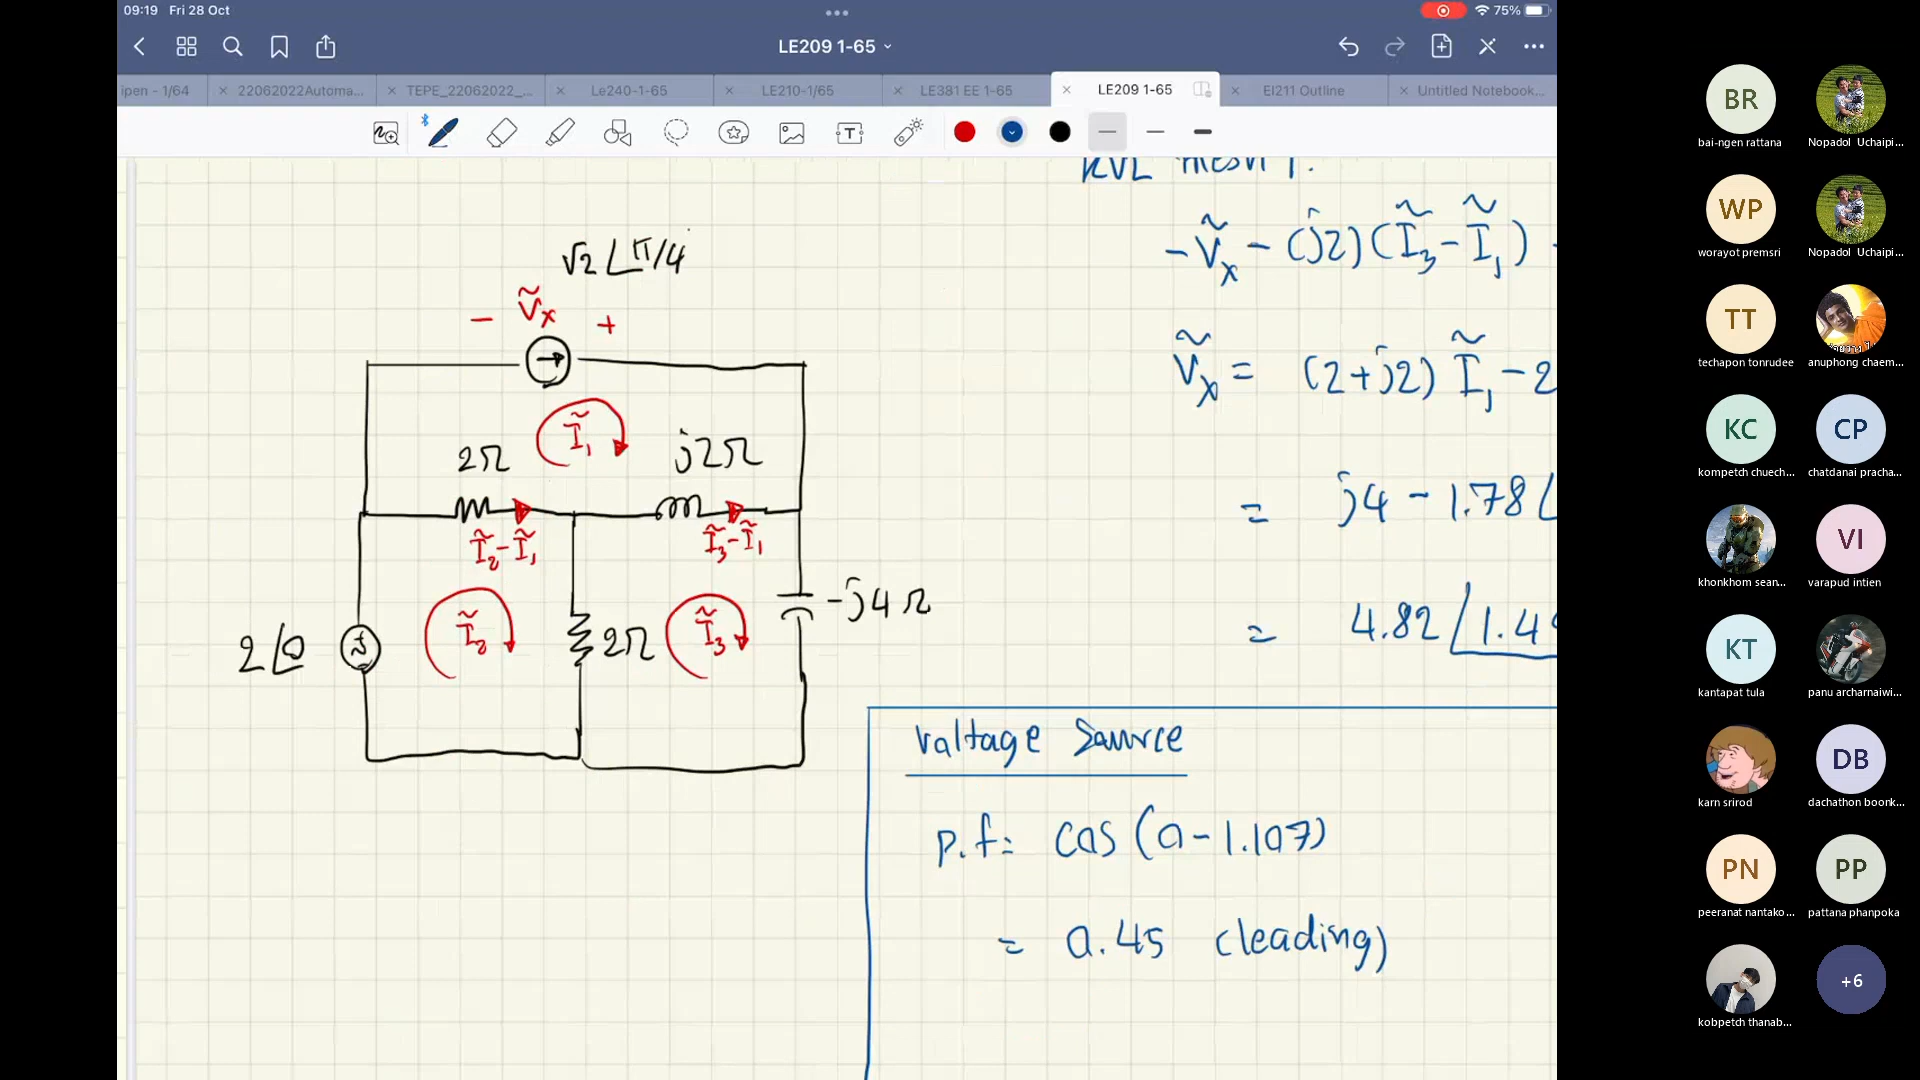 09:19 Fri 28 Oct
75%
LE209 1-65
ipen - 1/64
22062022Automa...
TEPE_22062022_...
Le240-1-65
LE210-1/65
LE381 EE 1-65
LE209 1-65
EI211 Outline
Untitled Notebook...
KVL mesh 1:
-Ṽx - (j2)(Ĩ3 - Ĩ1)
Ṽx = (2+j2) Ĩ1 - 2
= j4 - 1.78∠
= 4.82 ∠1.4
√2 ∠π/4
- Ṽx +
Ĩ1
2Ω
j2Ω
Ĩ2-Ĩ1
Ĩ3-Ĩ1
2∠0
Ĩ2
2Ω
Ĩ3
-j4Ω
Voltage Source
p.f = cos(0-1.107)
= 0.45 (leading)
BR
bai-ngen rattana
Nopadol Uchaipi...
WP
worayot premsri
Nopadol Uchaipi...
TT
techapon tonrudee
anuphong chaem...
KC
kompetch chuech...
CP
chatdanai pracha...
khonkhom sean...
VI
varapud intien
KT
kantapat tula
panu archarnaiwi...
karn srirod
DB
dachathon boonk...
PN
peeranat nantako...
PP
pattana phanpoka
kobpetch thanab...
+6